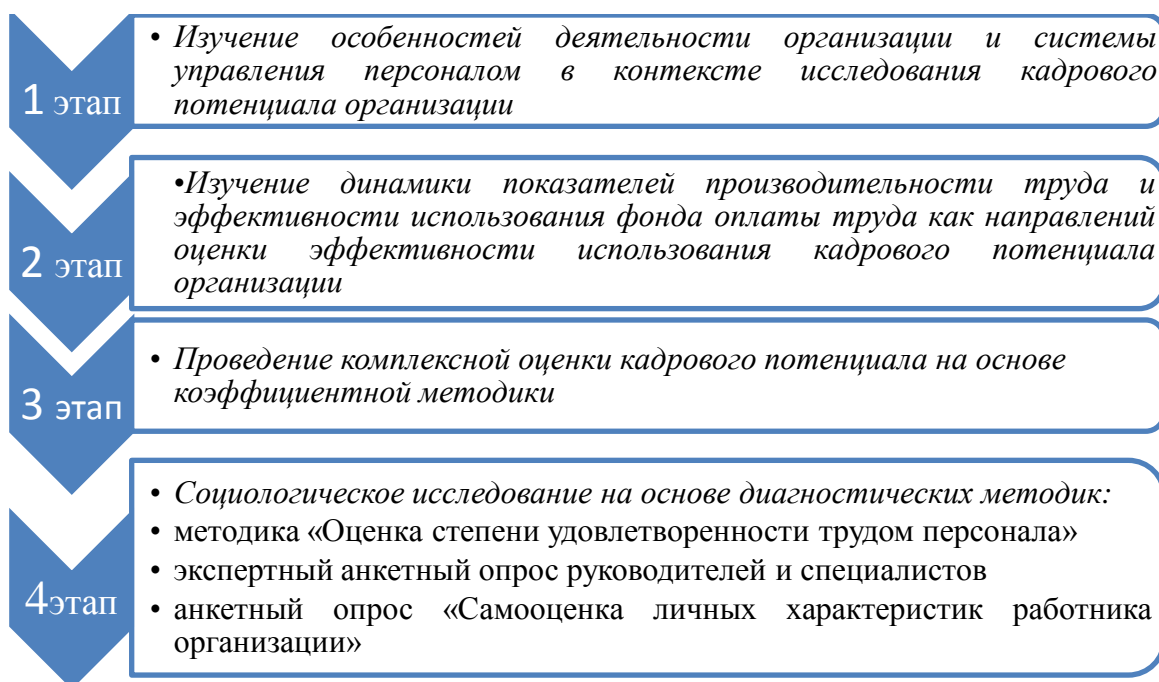 1 этап
• Изучение особенностей деятельности организации и системы
управления персоналом в контексте исследования кадрового
потенциала организации
2 этап
•Изучение динамики показателей производительности труда и
эффективности использования фонда оплаты труда как направлений
оценки эффективности использования кадрового потенциала
организации
3 этап
• Проведение комплексной оценки кадрового потенциала на основе
коэффициентной методики
4этап
• Социологическое исследование на основе диагностических методик:
• методика «Оценка степени удовлетворенности трудом персонала»
• экспертный анкетный опрос руководителей и специалистов
• анкетный опрос «Самооценка личных характеристик работника
организации»